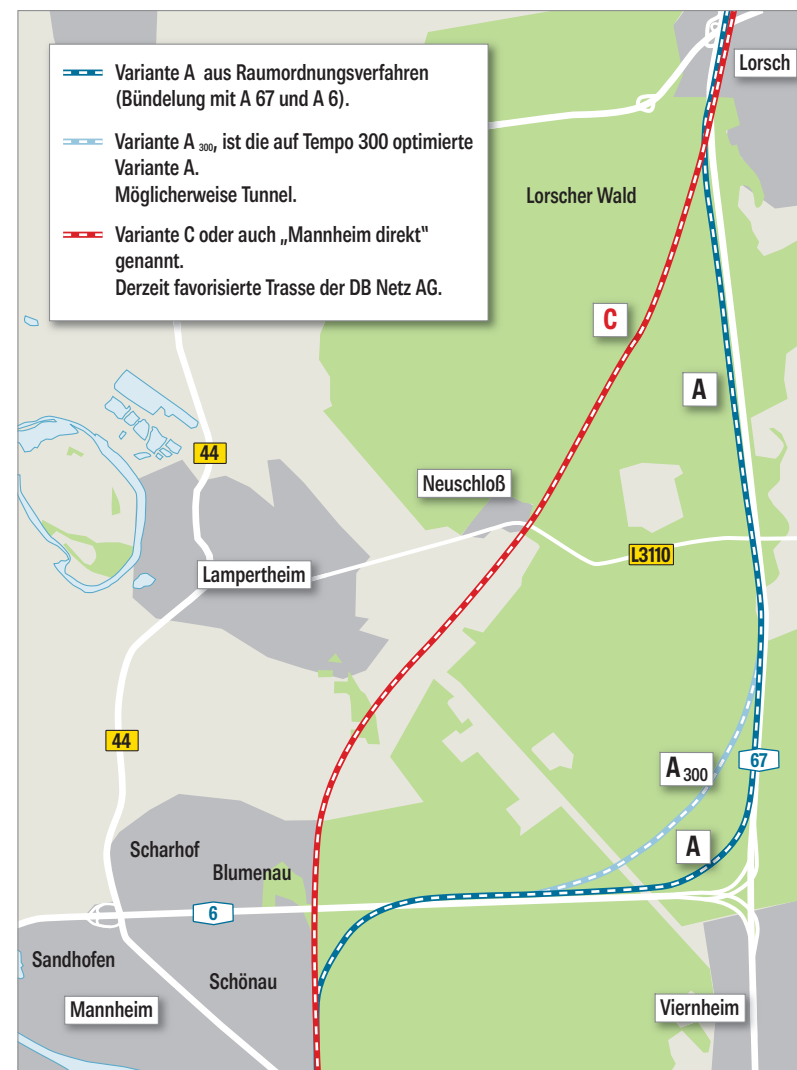 Variante A aus Raumordnungsverfahren
(Bündelung mit A 67 und A 6).
Variante A 300, ist die auf Tempo 300 optimierte
Variante A.
Möglicherweise Tunnel.
Variante C oder auch „Mannheim direkt"
genannt.
Derzeit favorisierte Trasse der DB Netz AG.
Lorsch
Lorscher Wald
C
A
44
Neuschloß
L3110
Lampertheim
44
A 300
67
A
Scharhof
Blumenau
6
Sandhofen
Schönau
Mannheim
Viernheim